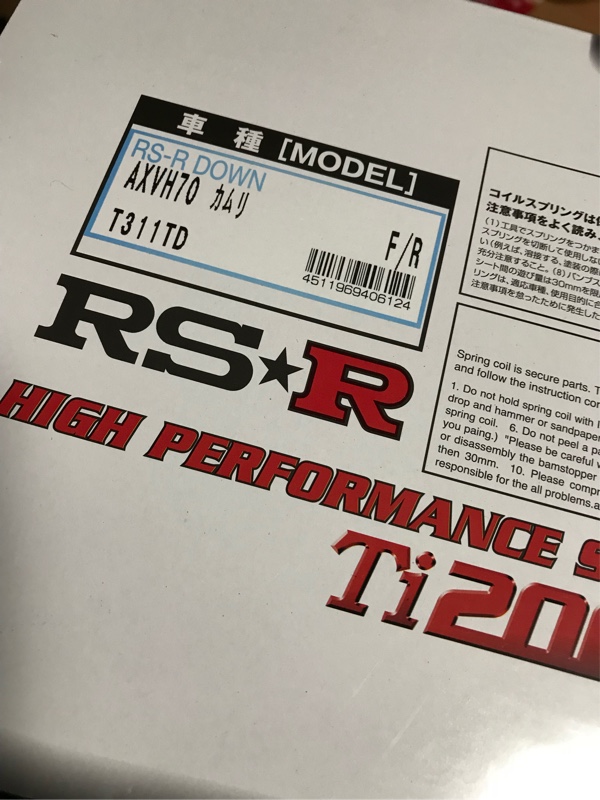 車種 [MODEL]
RS-R DOWN
AXVH70 カムリ
T311TD
F/R
4511969406124
RS★R
HIGH PERFORMANCE
Ti200
コイルスプリングは
注意事項をよく読み
(1)工具でスプリングをつかま
スプリングを切断して使用しない
い(例えば、溶接する、塗装の際
充分注意すること。(8)バンプス
シート間の遊び量は30mmを限
リングは、適応車種、使用目的に合
注意事項を怠ったために発生した
Spring coil is secure parts.
and follow the instruction
1. Do not hold spring coil with
drop and hammer or sandpaper
spring coil. 6. Do not peel a
you paing.) "Please be careful
or disassembly the bamstopper
then 30mm. 10. Please
responsible for the all problems.